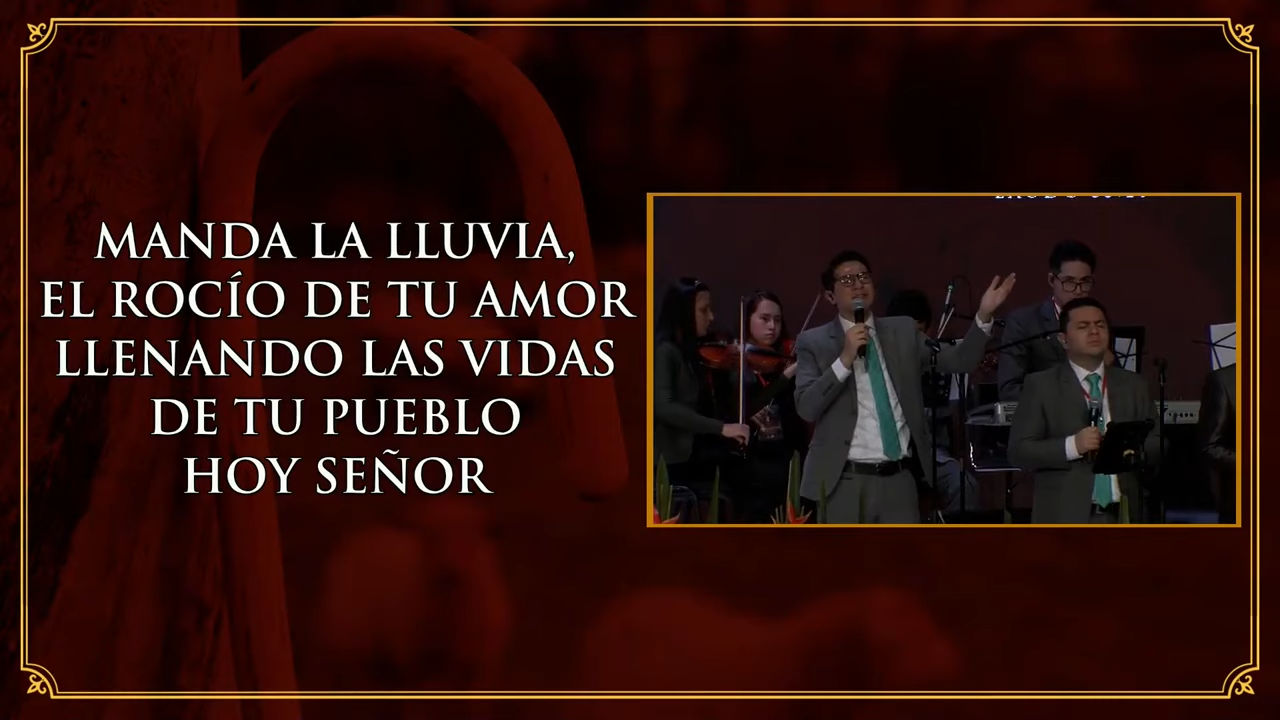 MANDA LA LLUVIA,
EL ROCÍO DE TU AMOR
LLENANDO LAS VIDAS
DE TU PUEBLO
HOY SEÑOR